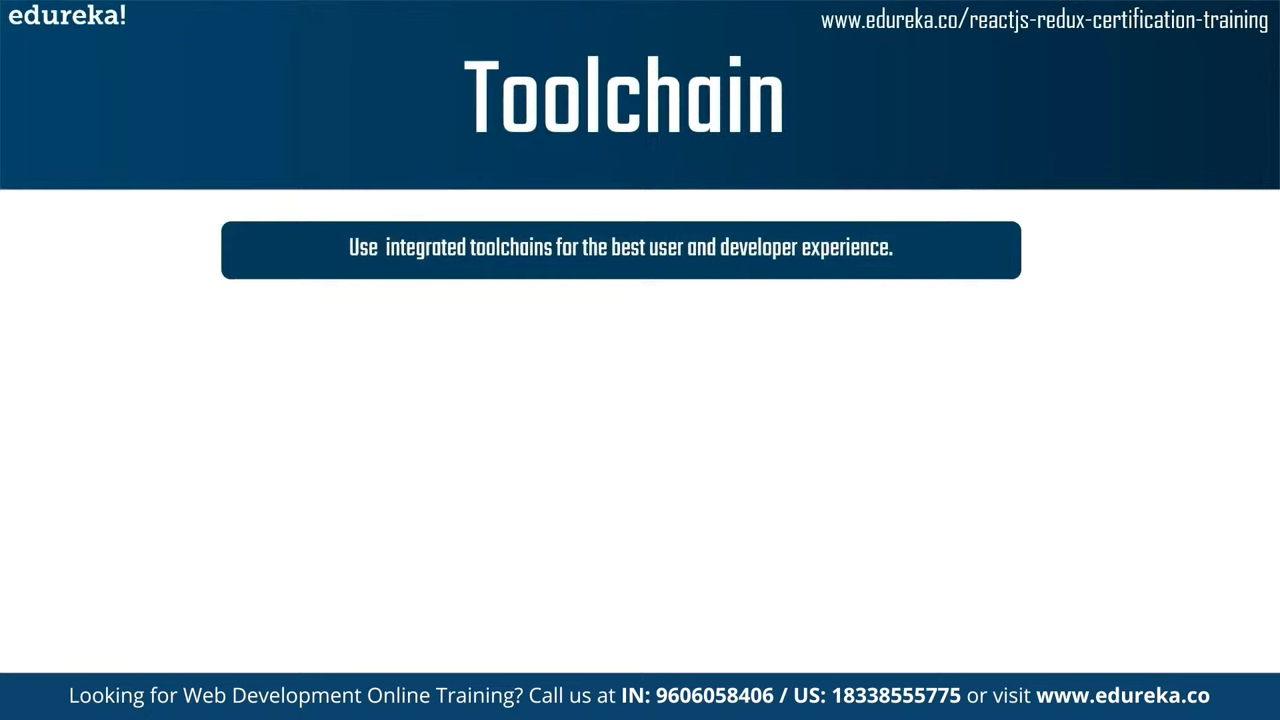 edureka!
www.edureka.co/reactjs-redux-certification-training
Toolchain
Use integrated toolchains for the best user and developer experience.
Looking for Web Development Online Training? Call us at IN: 9606058406 / US: 18338555775 or visit www.edureka.co